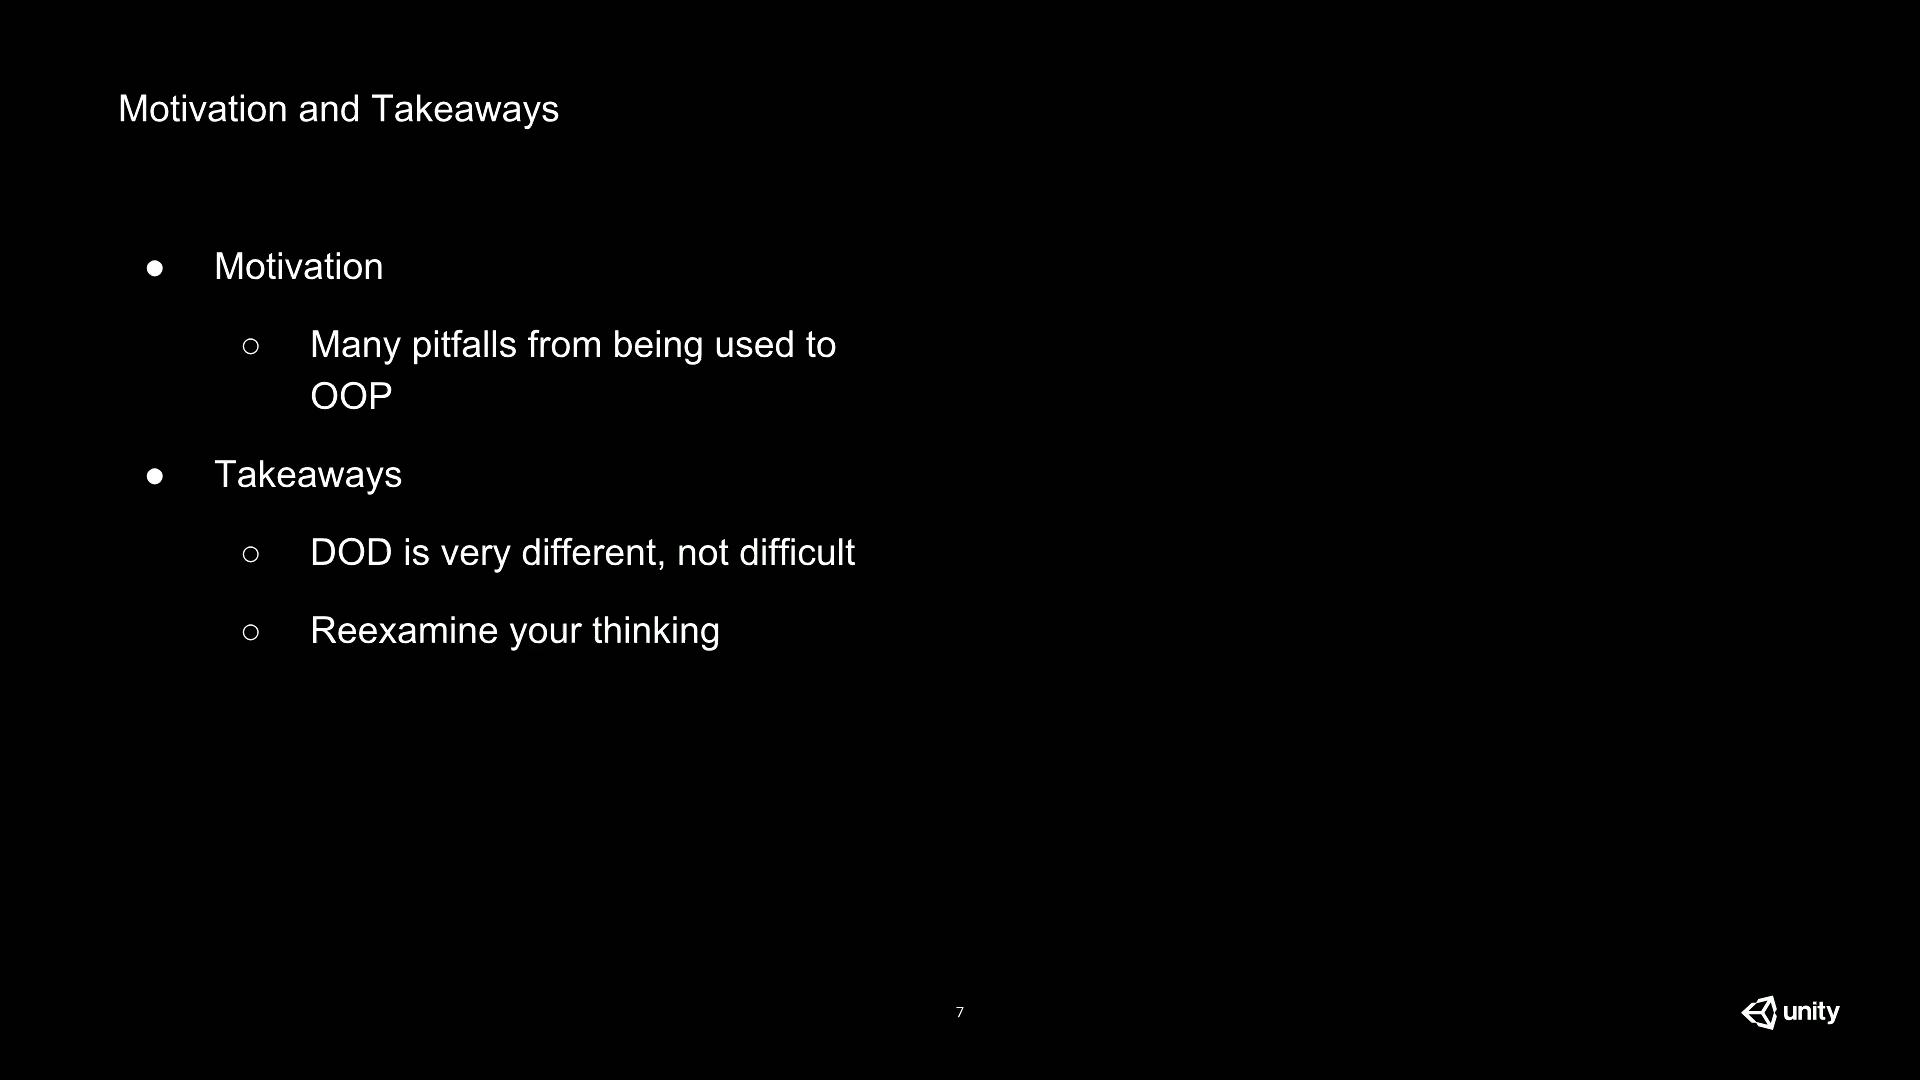 Motivation and Takeaways
● Motivation
○ Many pitfalls from being used to
OOP
● Takeaways
○ DOD is very different, not difficult
○ Reexamine your thinking
7
unity